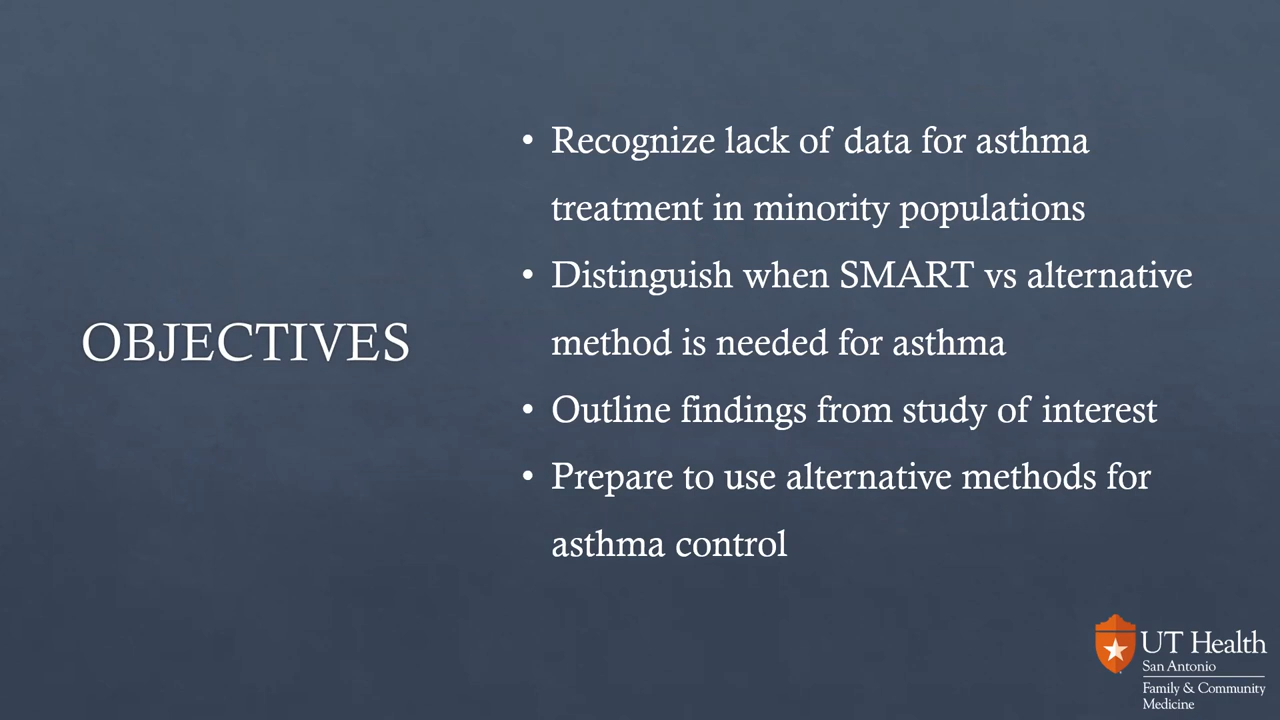 OBJECTIVES
• Recognize lack of data for asthma
treatment in minority populations
• Distinguish when SMART vs alternative
method is needed for asthma
• Outline findings from study of interest
• Prepare to use alternative methods for
asthma control
UT Health
San Antonio
Family & Community
Medicine